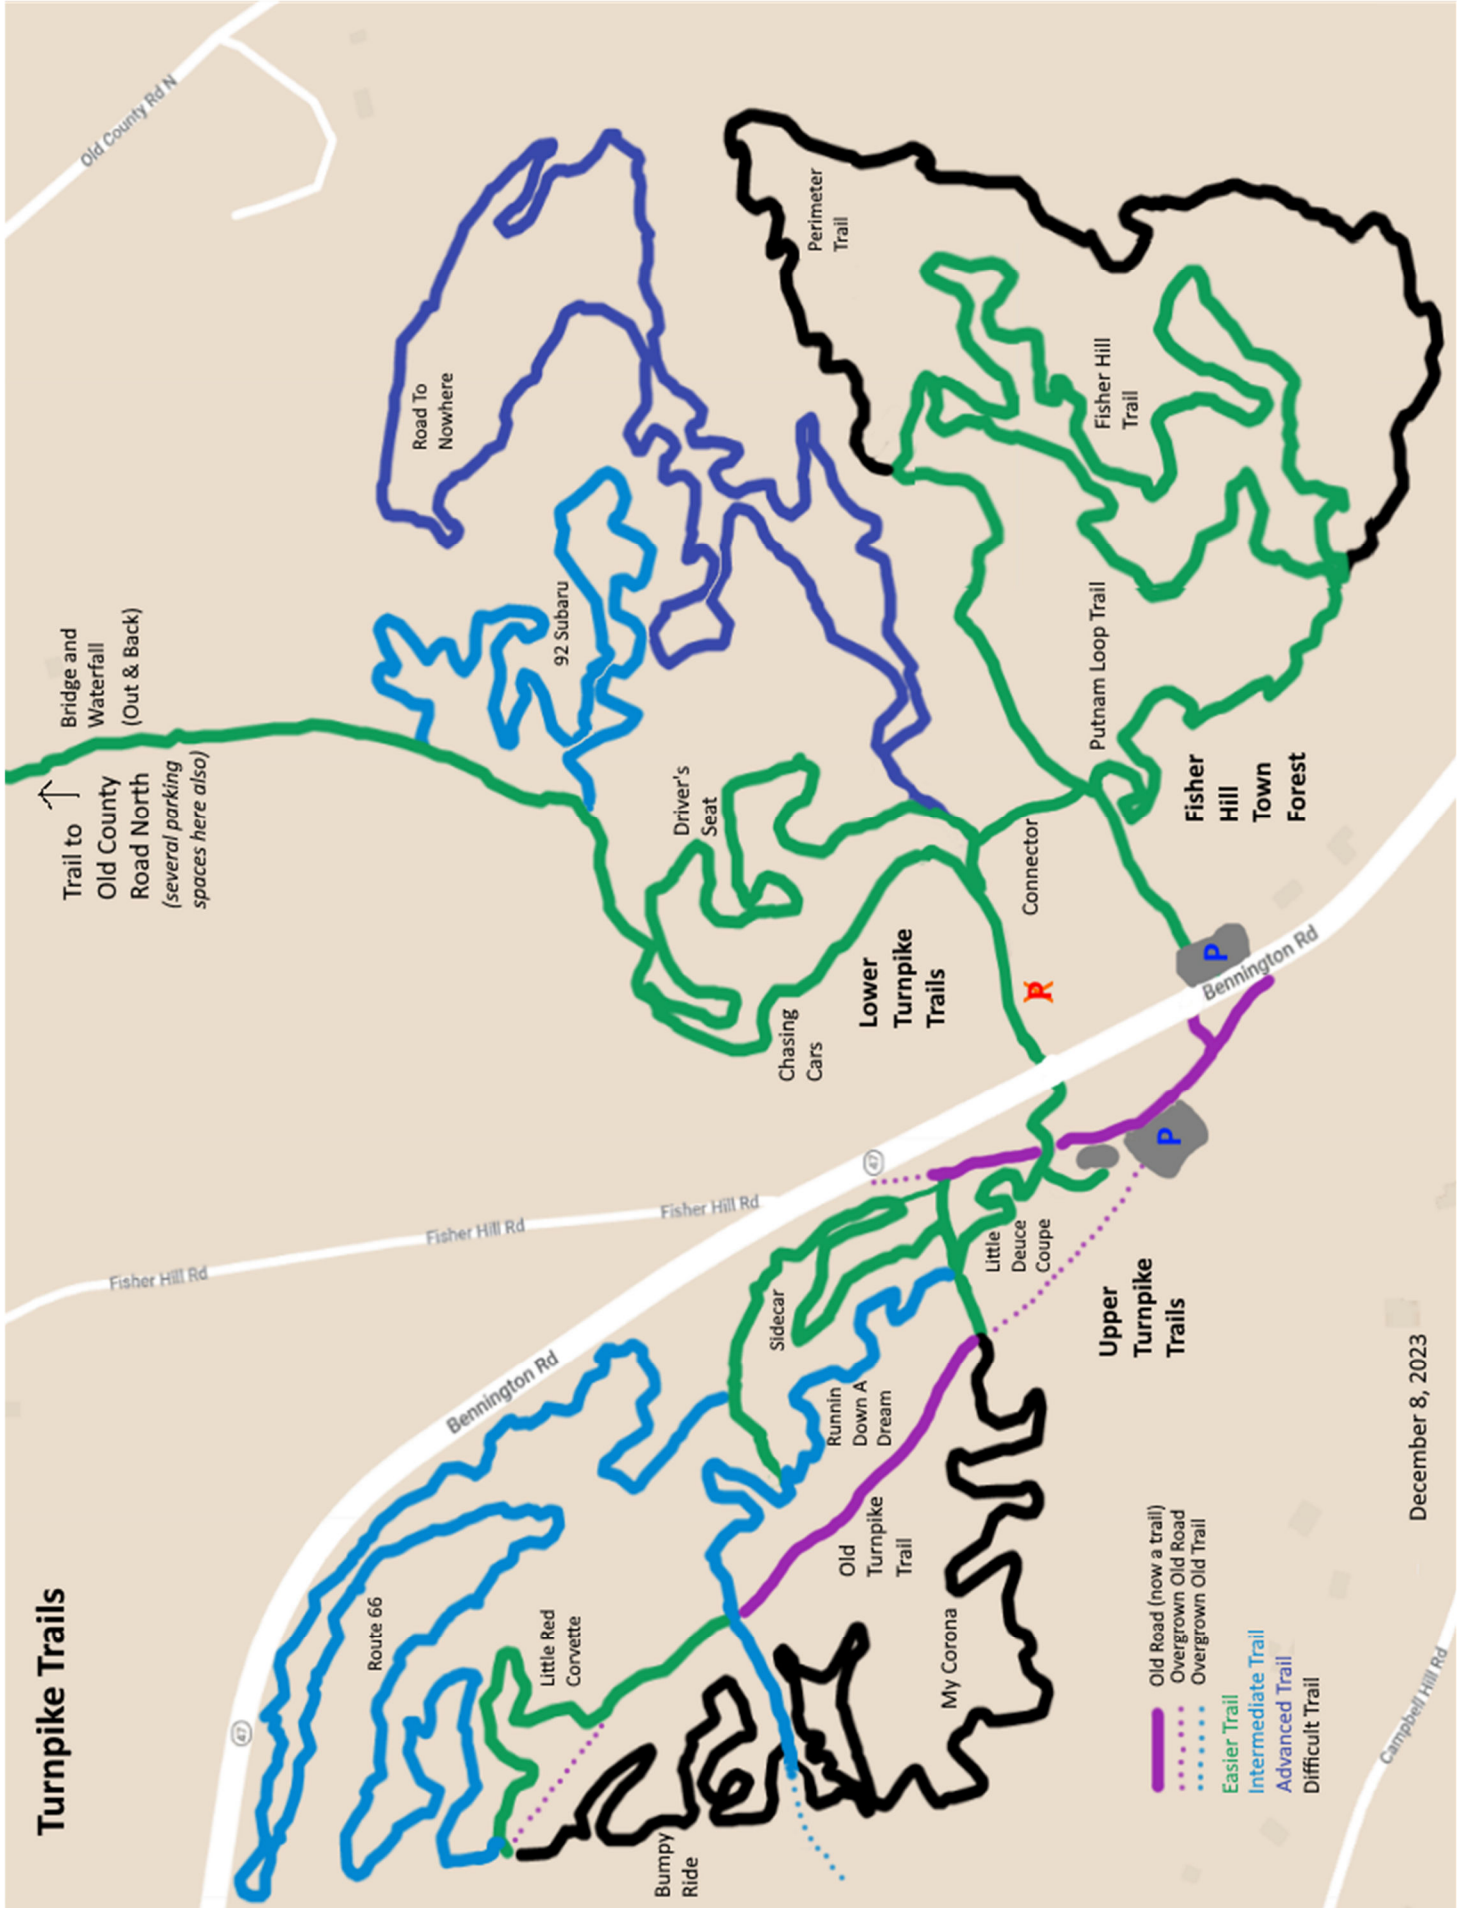 Turnpike Trails
Old County Rd N
Trail to
Old County
Road North
(several parking
spaces here also)
Bridge and
Waterfall
(Out & Back)
Road To
Nowhere
92 Subaru
Perimeter
Trail
Fisher Hill
Trail
Putnam Loop Trail
Driver's
Seat
Connector
Fisher
Hill
Town
Forest
Lower
Turnpike
Trails
Chasing
Cars
P
P
P
Bennington Rd
47
Fisher Hill Rd
Fisher Hill Rd
Fisher Hill Rd
Little
Deuce
Coupe
Sidecar
Upper
Turnpike
Trails
Bennington Rd
Runnin
Down A
Dream
Old
Turnpike
Trail
Route 66
Little Red
Corvette
My Corona
Bumpy
Ride
47
Old Road (now a trail)
Overgrown Old Road
Overgrown Old Trail
Easier Trail
Intermediate Trail
Advanced Trail
Difficult Trail
December 8, 2023
Campbell Hill Rd